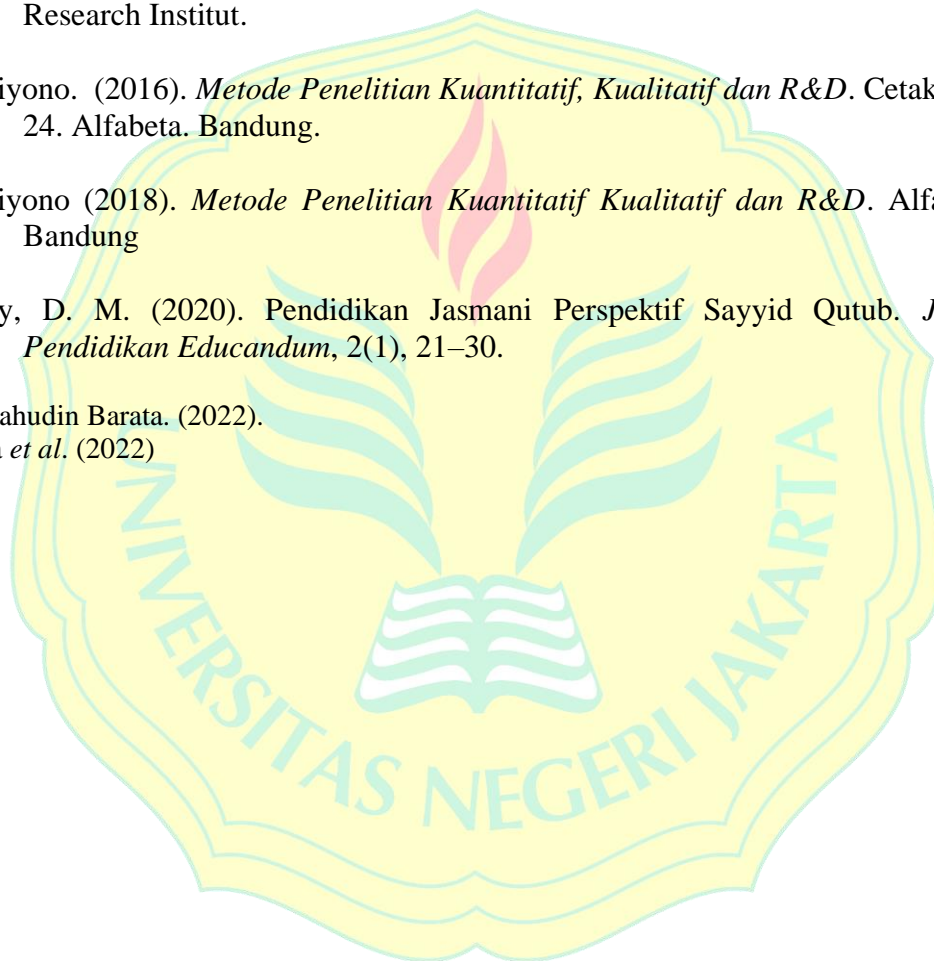 Research Institut.
iyono. (2016). Metode Penelitian Kuantitatif, Kualitatif dan R&D. Cetak
24. Alfabeta. Bandung.
iyono (2018). Metode Penelitian Kuantitatif Kualitatif dan R&D. Alfa
Bandung
y, D. M. (2020). Pendidikan Jasmani Perspektif Sayyid Qutub. J
Pendidikan Educandum, 2(1), 21–30.
ahudin Barata. (2022).
et al. (2022)
UNIVERSITAS NEGERI JAKARTA